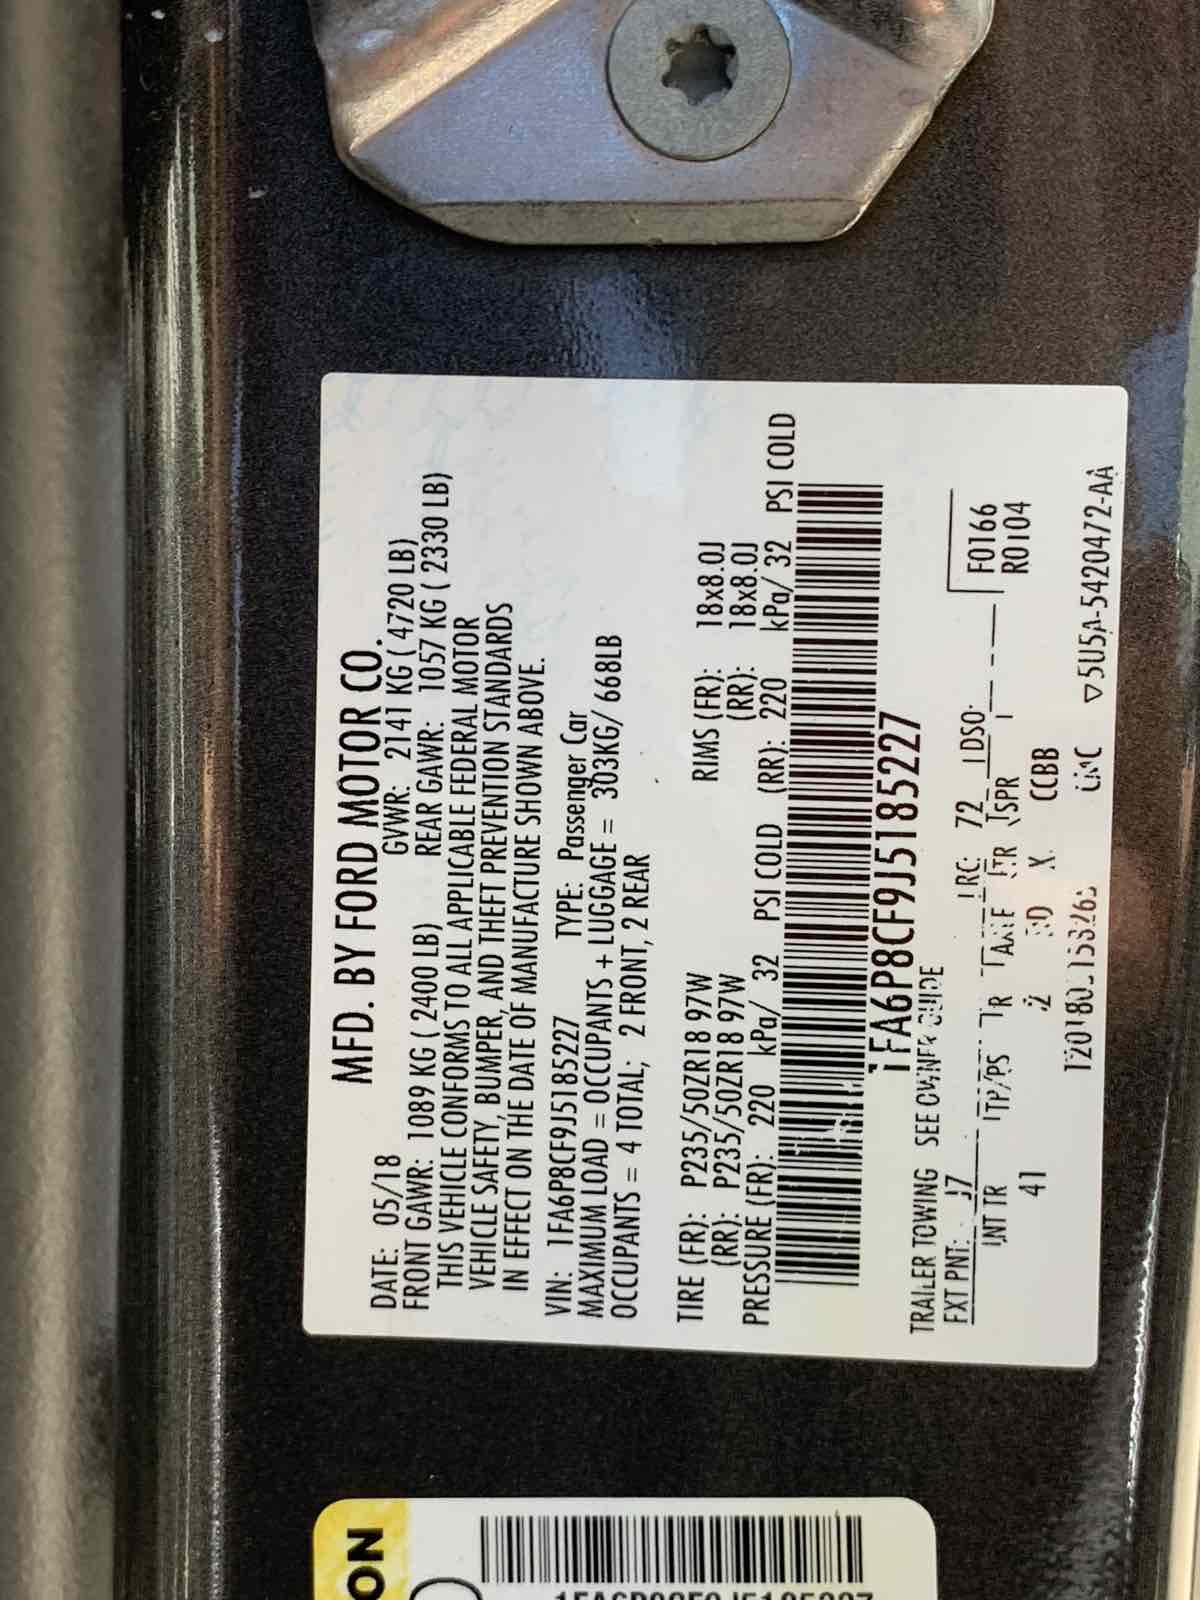 MFD. BY FORD MOTOR CO.
DATE: 05/18 GVWR: 2141 KG ( 4720 LB)
FRONT GAWR: 1089 KG ( 2400 LB) REAR GAWR: 1057 KG ( 2330 LB)
THIS VEHICLE CONFORMS TO ALL APPLICABLE FEDERAL MOTOR
VEHICLE SAFETY, BUMPER, AND THEFT PREVENTION STANDARDS
IN EFFECT ON THE DATE OF MANUFACTURE SHOWN ABOVE.
VIN: 1FA6P8CF9J5185227 TYPE: Passenger Car
MAXIMUM LOAD = OCCUPANTS + LUGGAGE = 303KG/ 668LB
OCCUPANTS = 4 TOTAL; 2 FRONT, 2 REAR
TIRE (FR): P235/50ZR18 97W RIMS (FR): 18x8.0J
(RR): P235/50ZR18 97W (RR): 18x8.0J
PRESSURE (FR): 220 kPa/ 32 PSI COLD (RR): 220 kPa/ 32 PSI COLD
1FA6P8CF9J5185227
TRAILER TOWING SEE OWNER GUIDE
EXT PNT: J7 RC: 72 DSO: F0166
INT TR TP/PS R AXLE TR SPR R0104
41 2 X CCBB
UNC ▽5U5A-5420472-AA
ON